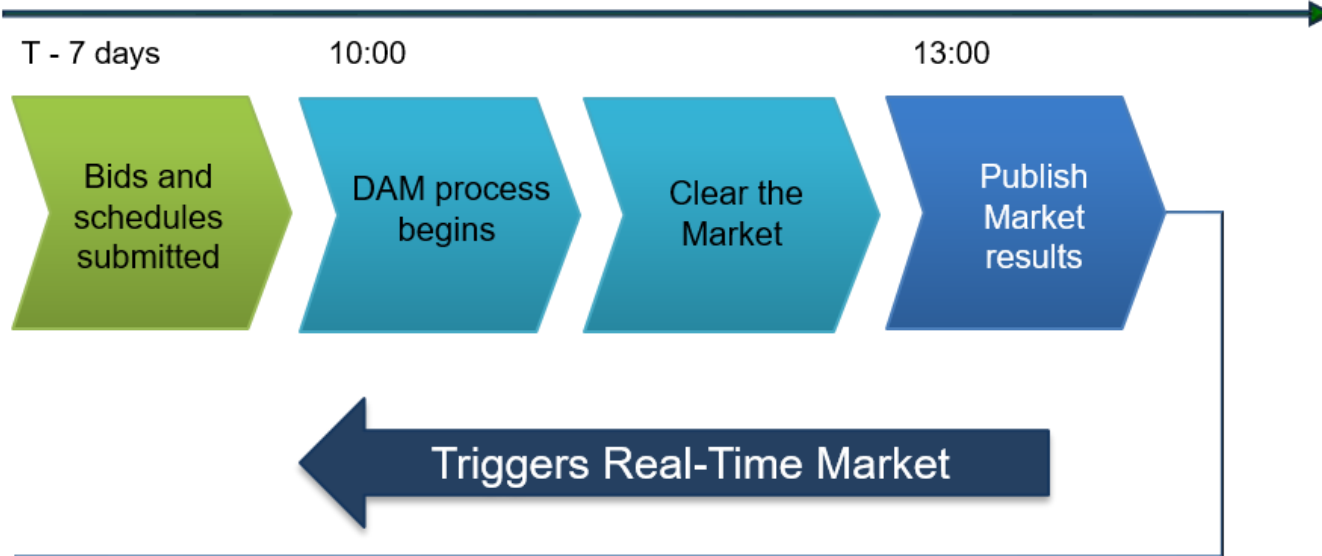 T - 7 days
10:00
13:00
Bids and
schedules
submitted
DAM process
begins
Clear the
Market
Publish
Market
results
Triggers Real-Time Market